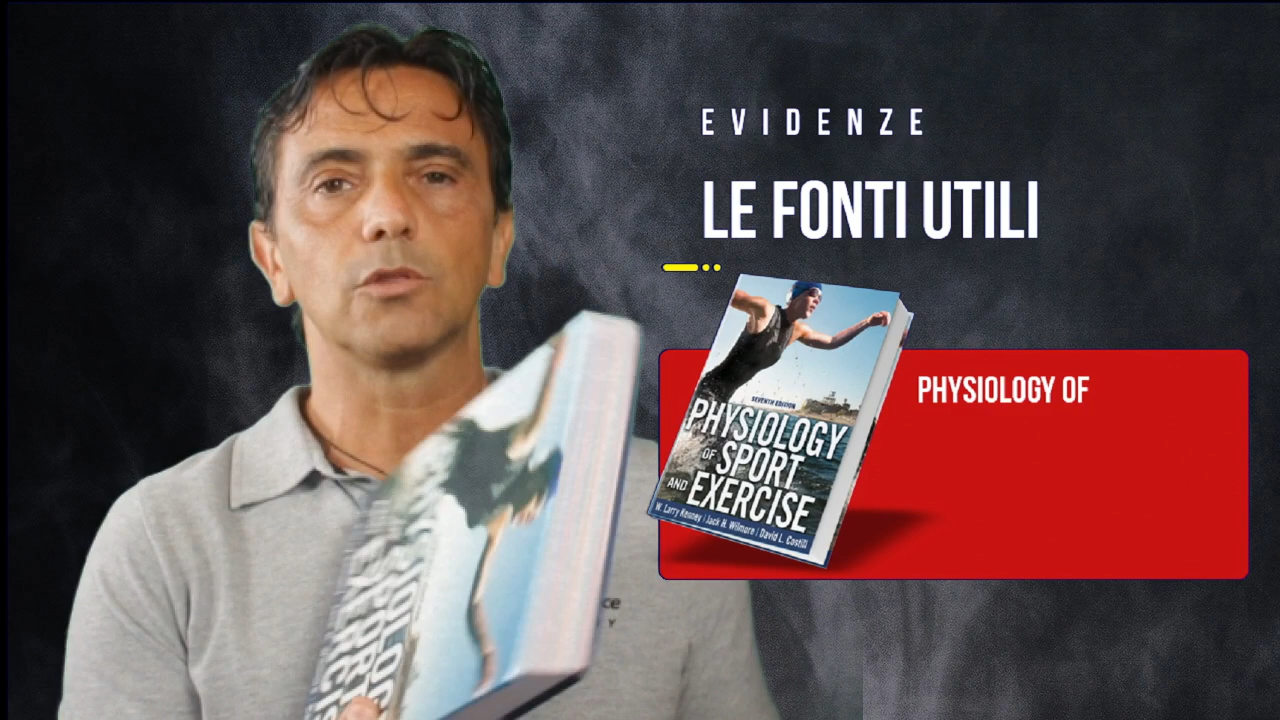 EVIDENZE
LE FONTI UTILI
PHYSIOLOGY OF
SEVENTH EDITION
PHYSIOLOGY
OF SPORT
AND EXERCISE
W. Larry Kenney | Jack H. Wilmore | David L. Costill
ce
Y